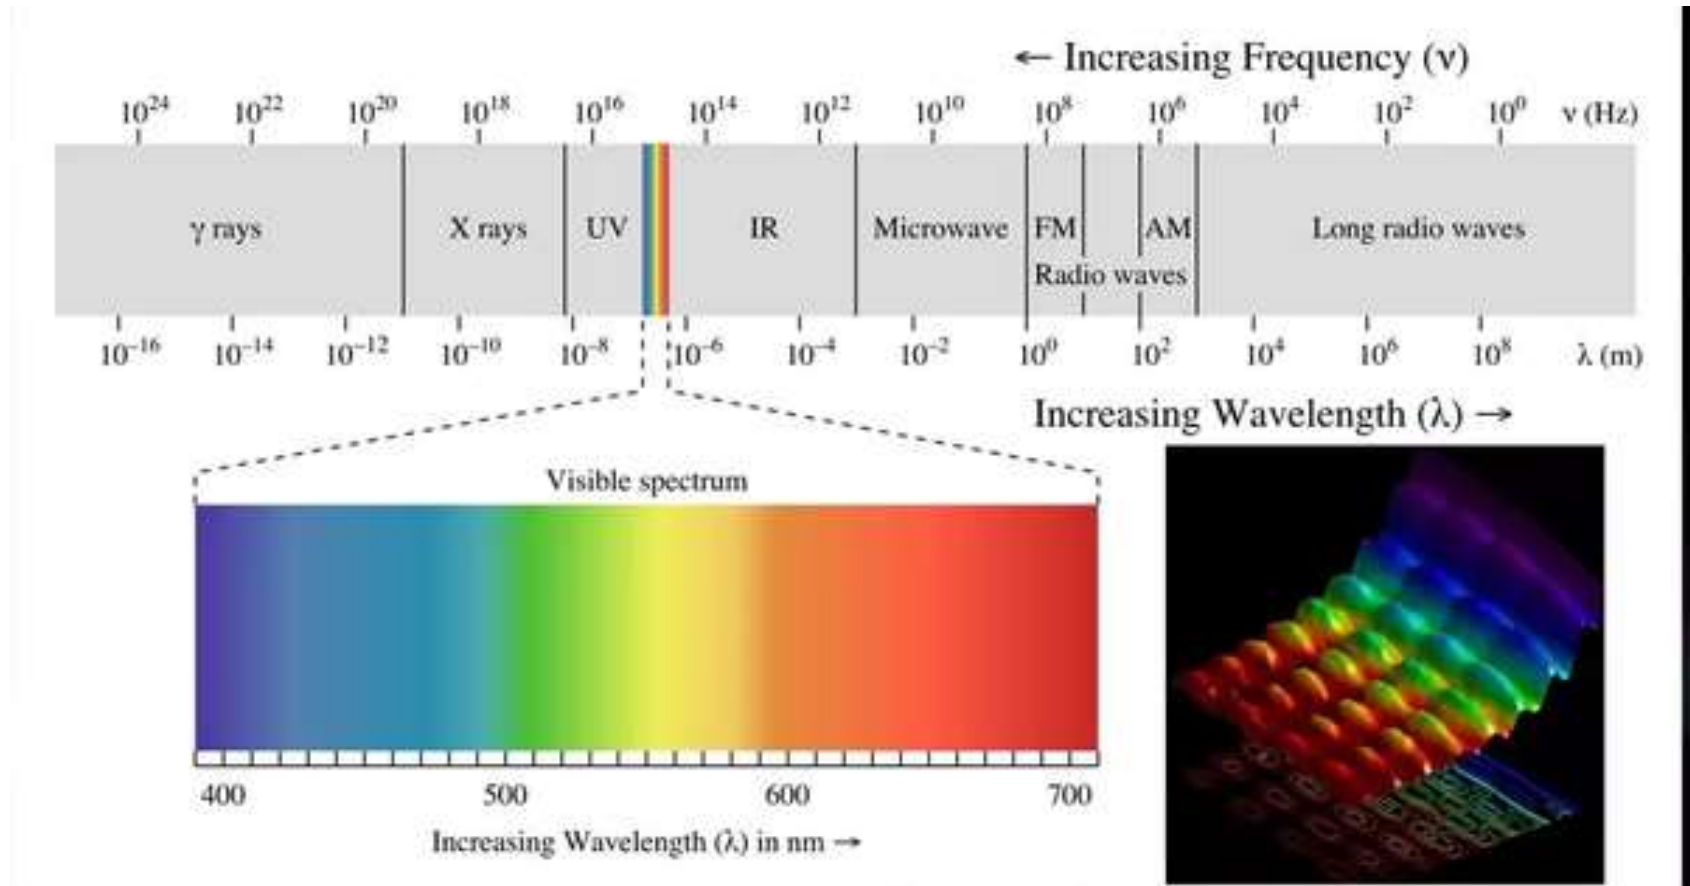 ← Increasing Frequency (ν)
10²⁴ 10²² 10²⁰ 10¹⁸ 10¹⁶ 10¹⁴ 10¹² 10¹⁰ 10⁸ 10⁶ 10⁴ 10² 10⁰ ν (Hz)
γ rays X rays UV IR Microwave FM AM Long radio waves
Radio waves
10⁻¹⁶ 10⁻¹⁴ 10⁻¹² 10⁻¹⁰ 10⁻⁸ 10⁻⁶ 10⁻⁴ 10⁻² 10⁰ 10² 10⁴ 10⁶ 10⁸ λ (m)
Increasing Wavelength (λ) →
Visible spectrum
400 500 600 700
Increasing Wavelength (λ) in nm →